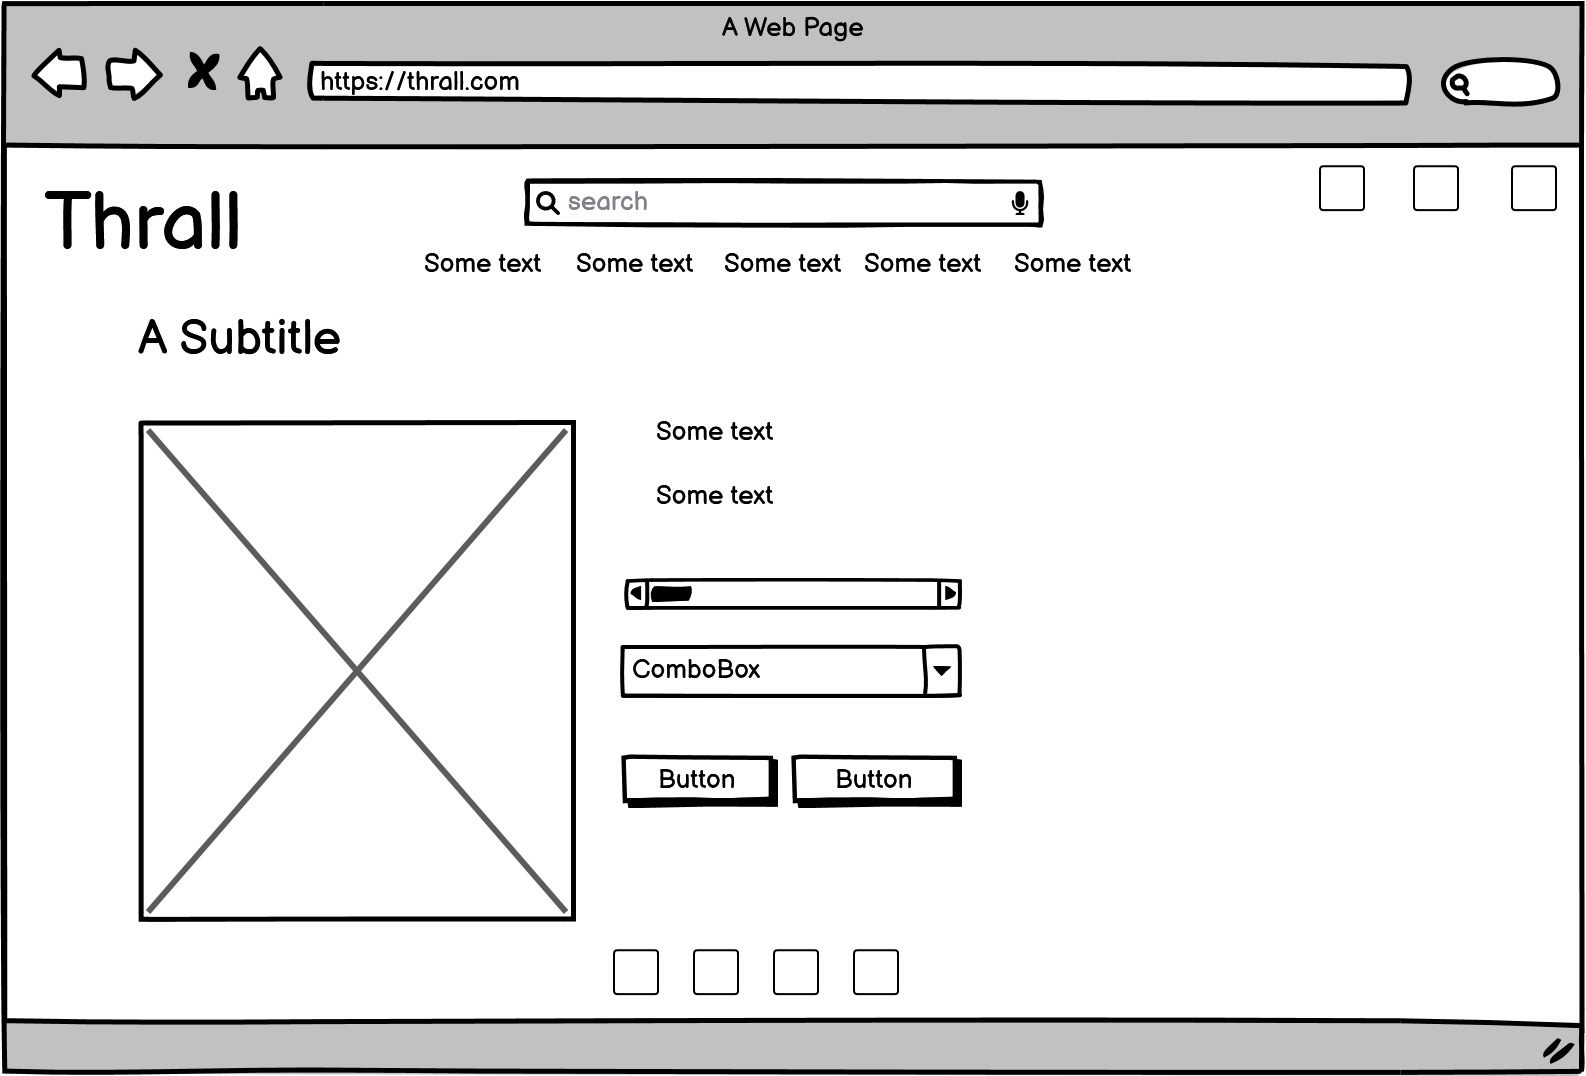 A Web Page
https://thrall.com
Thrall
search
Some text Some text Some text Some text Some text
A Subtitle
Some text
Some text
ComboBox
Button Button